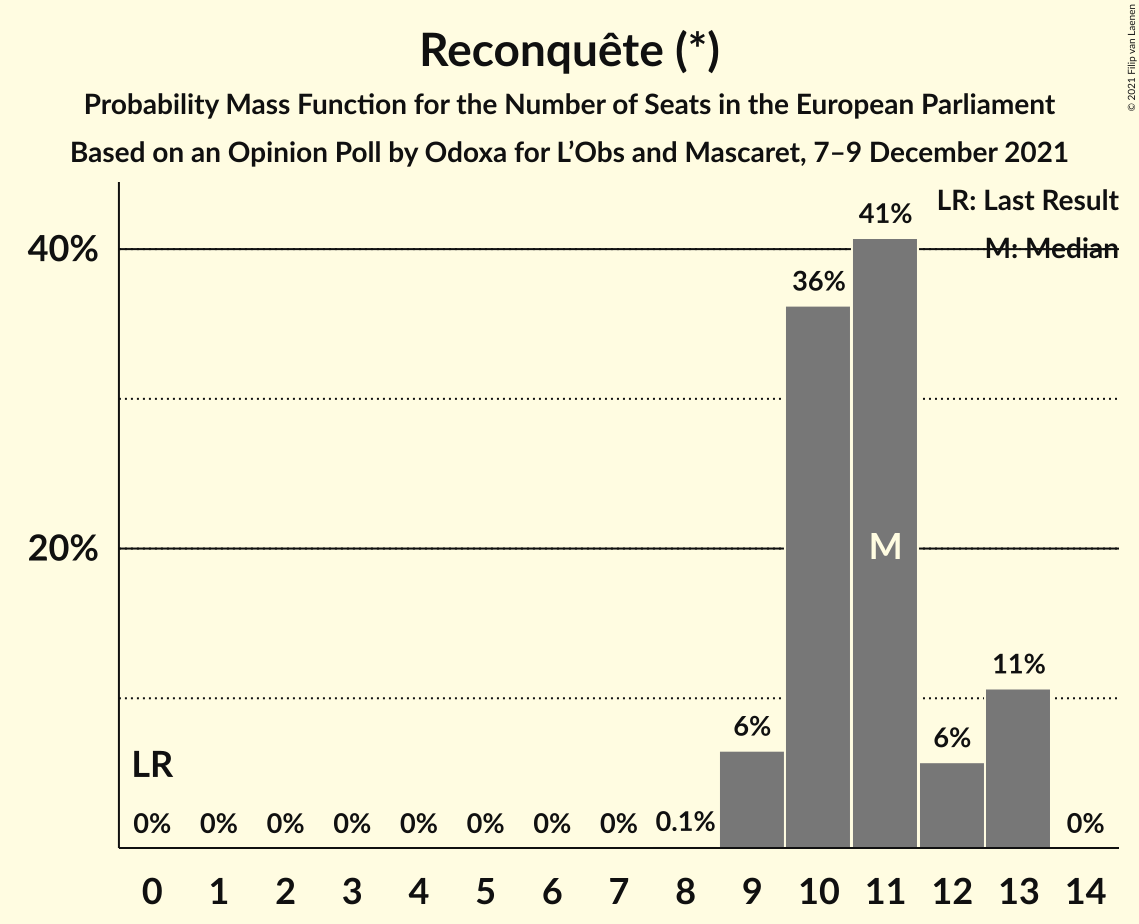 Reconquête (*)
Probability Mass Function for the Number of Seats in the European Parliament
Based on an Opinion Poll by Odoxa for L’Obs and Mascaret, 7–9 December 2021
© 2021 Filip van Laenen
LR: Last Result
M: Median
40%
20%
41%
36%
M
11%
6%
6%
LR
0% 0% 0% 0% 0% 0% 0% 0% 0.1% 0%
0 1 2 3 4 5 6 7 8 9 10 11 12 13 14